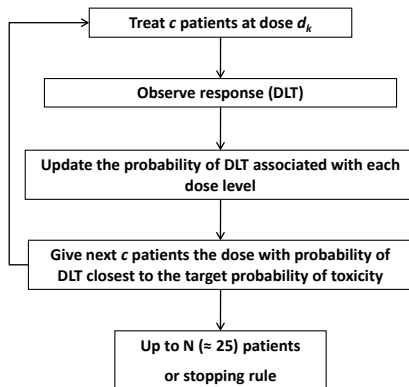 Treat c patients at dose dk
Observe response (DLT)
Update the probability of DLT associated with each
dose level
Give next c patients the dose with probability of
DLT closest to the target probability of toxicity
Up to N (≈ 25) patients
or stopping rule